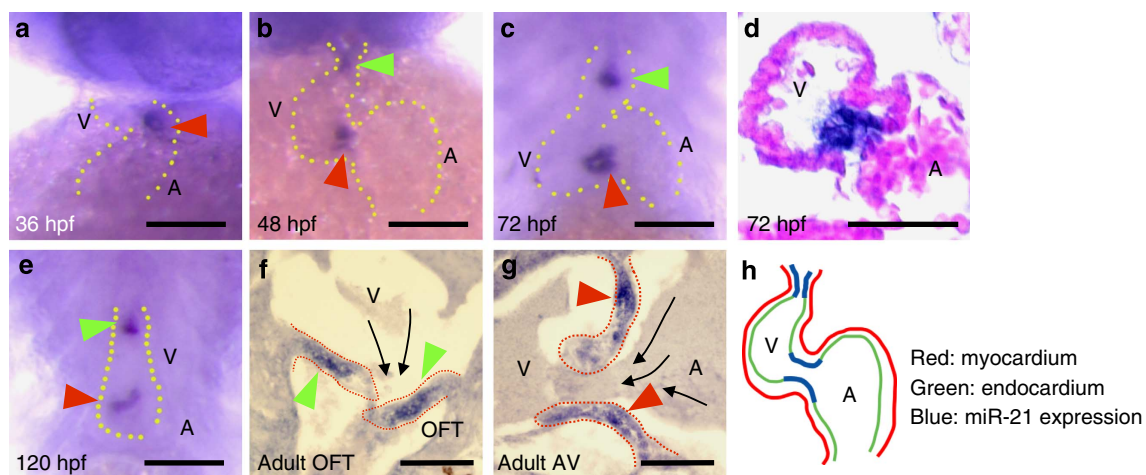 a
V
A
36 hpf
b
V
A
48 hpf
c
V
A
72 hpf
d
V
A
72 hpf
e
V
A
120 hpf
f
V
OFT
Adult OFT
g
V
A
Adult AV
h
V
A
Red: myocardium
Green: endocardium
Blue: miR-21 expression